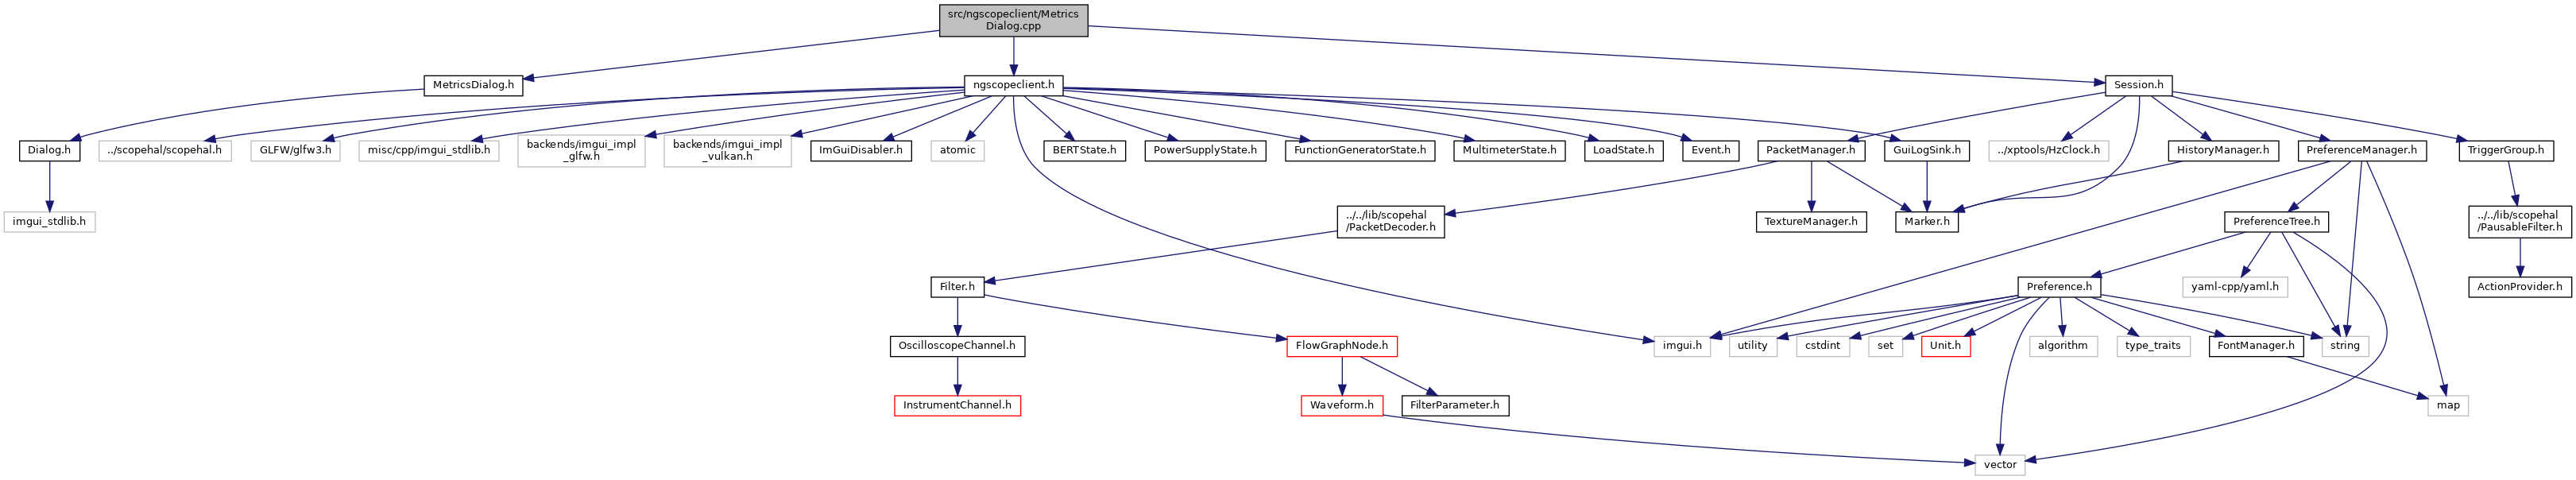 src/ngscopeclient/Metrics
Dialog.cpp
MetricsDialog.h
ngscopeclient.h
Session.h
Dialog.h
../scopehal/scopehal.h
GLFW/glfw3.h
misc/cpp/imgui_stdlib.h
backends/imgui_impl
_glfw.h
backends/imgui_impl
_vulkan.h
ImGuiDisabler.h
atomic
BERTState.h
PowerSupplyState.h
FunctionGeneratorState.h
MultimeterState.h
LoadState.h
Event.h
PacketManager.h
GuiLogSink.h
../xptools/HzClock.h
HistoryManager.h
PreferenceManager.h
TriggerGroup.h
imgui_stdlib.h
../../lib/scopehal
/PacketDecoder.h
TextureManager.h
Marker.h
PreferenceTree.h
../../lib/scopehal
/PausableFilter.h
Filter.h
Preference.h
yaml-cpp/yaml.h
ActionProvider.h
OscilloscopeChannel.h
FlowGraphNode.h
imgui.h
utility
cstdint
set
Unit.h
algorithm
type_traits
FontManager.h
string
InstrumentChannel.h
Waveform.h
FilterParameter.h
map
vector